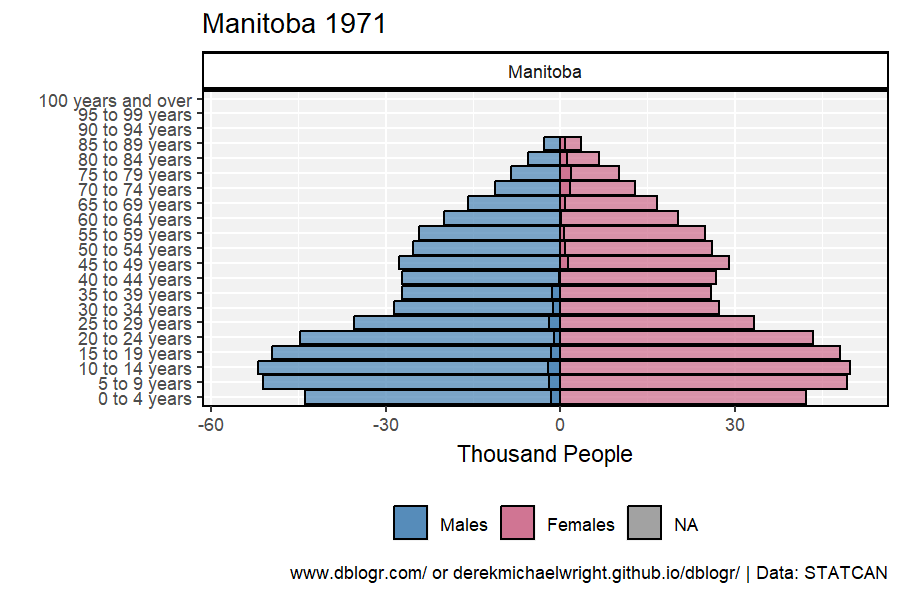 Manitoba 1971
Manitoba
100 years and over
95 to 99 years
90 to 94 years
85 to 89 years
80 to 84 years
75 to 79 years
70 to 74 years
65 to 69 years
60 to 64 years
55 to 59 years
50 to 54 years
45 to 49 years
40 to 44 years
35 to 39 years
30 to 34 years
25 to 29 years
20 to 24 years
15 to 19 years
10 to 14 years
5 to 9 years
0 to 4 years
-60 -30 0 30
Thousand People
Males Females NA
www.dblogr.com/ or derekmichaelwright.github.io/dblogr/ | Data: STATCAN